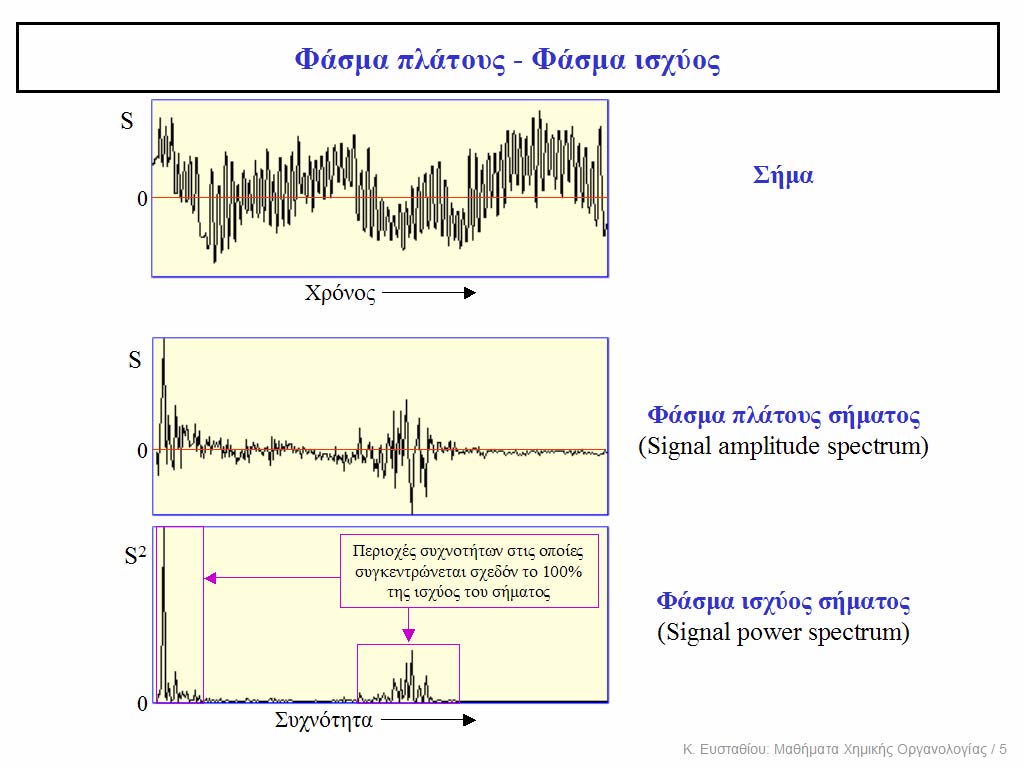 Φάσμα πλάτους - Φάσμα ισχύος
S
0
Σήμα
Χρόνος
S
0
Φάσμα πλάτους σήματος
(Signal amplitude spectrum)
S²
Περιοχές συχνοτήτων στις οποίες
συγκεντρώνεται σχεδόν το 100%
της ισχύος του σήματος
Φάσμα ισχύος σήματος
(Signal power spectrum)
0
Συχνότητα
Κ. Ευσταθίου: Μαθήματα Χημικής Οργανολογίας / 5